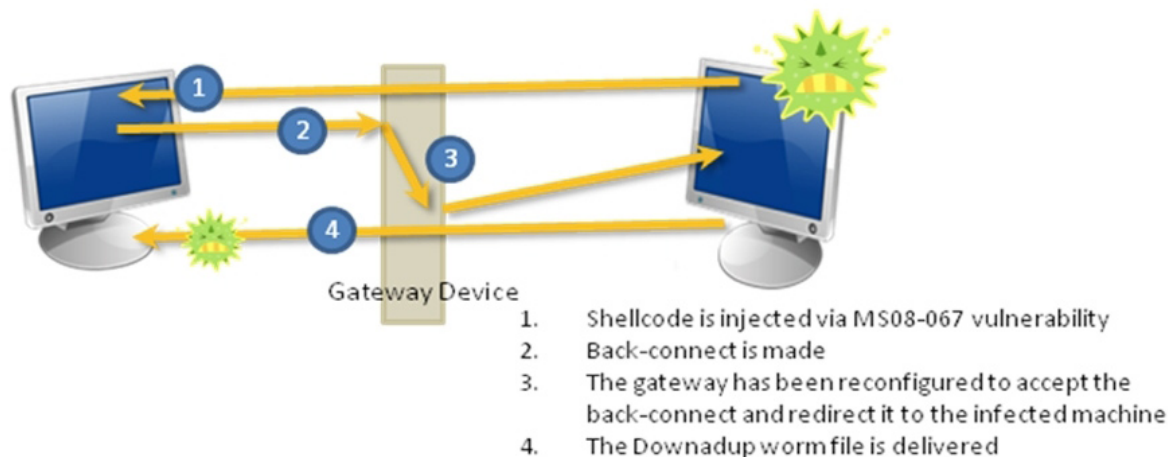 1
2
3
4
Gateway Device
1. Shellcode is injected via MS08-067 vulnerability
2. Back-connect is made
3. The gateway has been reconfigured to accept the
back-connect and redirect it to the infected machine
4. The Downadup worm file is delivered